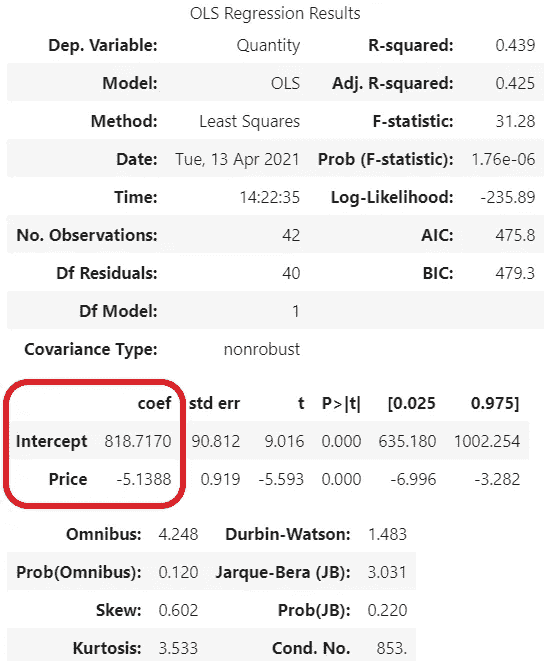 OLS Regression Results
Dep. Variable: Quantity R-squared: 0.439
Model: OLS Adj. R-squared: 0.425
Method: Least Squares F-statistic: 31.28
Date: Tue, 13 Apr 2021 Prob (F-statistic): 1.76e-06
Time: 14:22:35 Log-Likelihood: -235.89
No. Observations: 42 AIC: 475.8
Df Residuals: 40 BIC: 479.3
Df Model: 1
Covariance Type: nonrobust
coef std err t P>|t| [0.025 0.975]
Intercept 818.7170 90.812 9.016 0.000 635.180 1002.254
Price -5.1388 0.919 -5.593 0.000 -6.996 -3.282
Omnibus: 4.248 Durbin-Watson: 1.483
Prob(Omnibus): 0.120 Jarque-Bera (JB): 3.031
Skew: 0.602 Prob(JB): 0.220
Kurtosis: 3.533 Cond. No. 853.